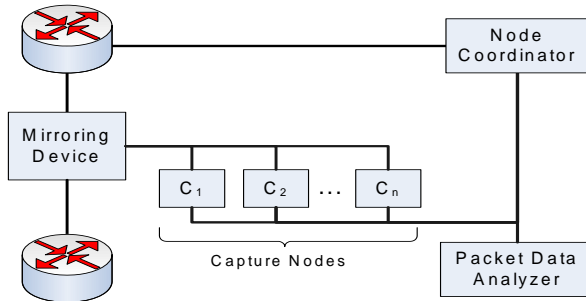 Node
Coordinator
Mirroring
Device
C1
C2
...
Cn
Capture Nodes
Packet Data
Analyzer